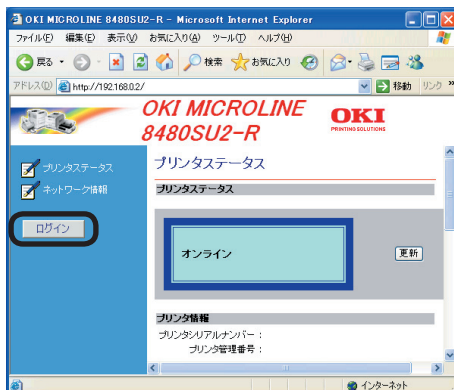 OKI MICROLINE 8480SU2-R - Microsoft Internet Explorer
ファイル(F) 編集(E) 表示(V) お気に入り(A) ツール(T) ヘルプ(H)
戻る 検索 お気に入り
アドレス(D) http://192.168.0.2/ 移動 リンク »
OKI MICROLINE
8480SU2-R
OKI
PRINTING SOLUTIONS
プリンタステータス
ネットワーク情報
ログイン
プリンタステータス
プリンタステータス
オンライン
更新
プリンタ情報
プリンタシリアルナンバー：
プリンタ管理番号：
インターネット